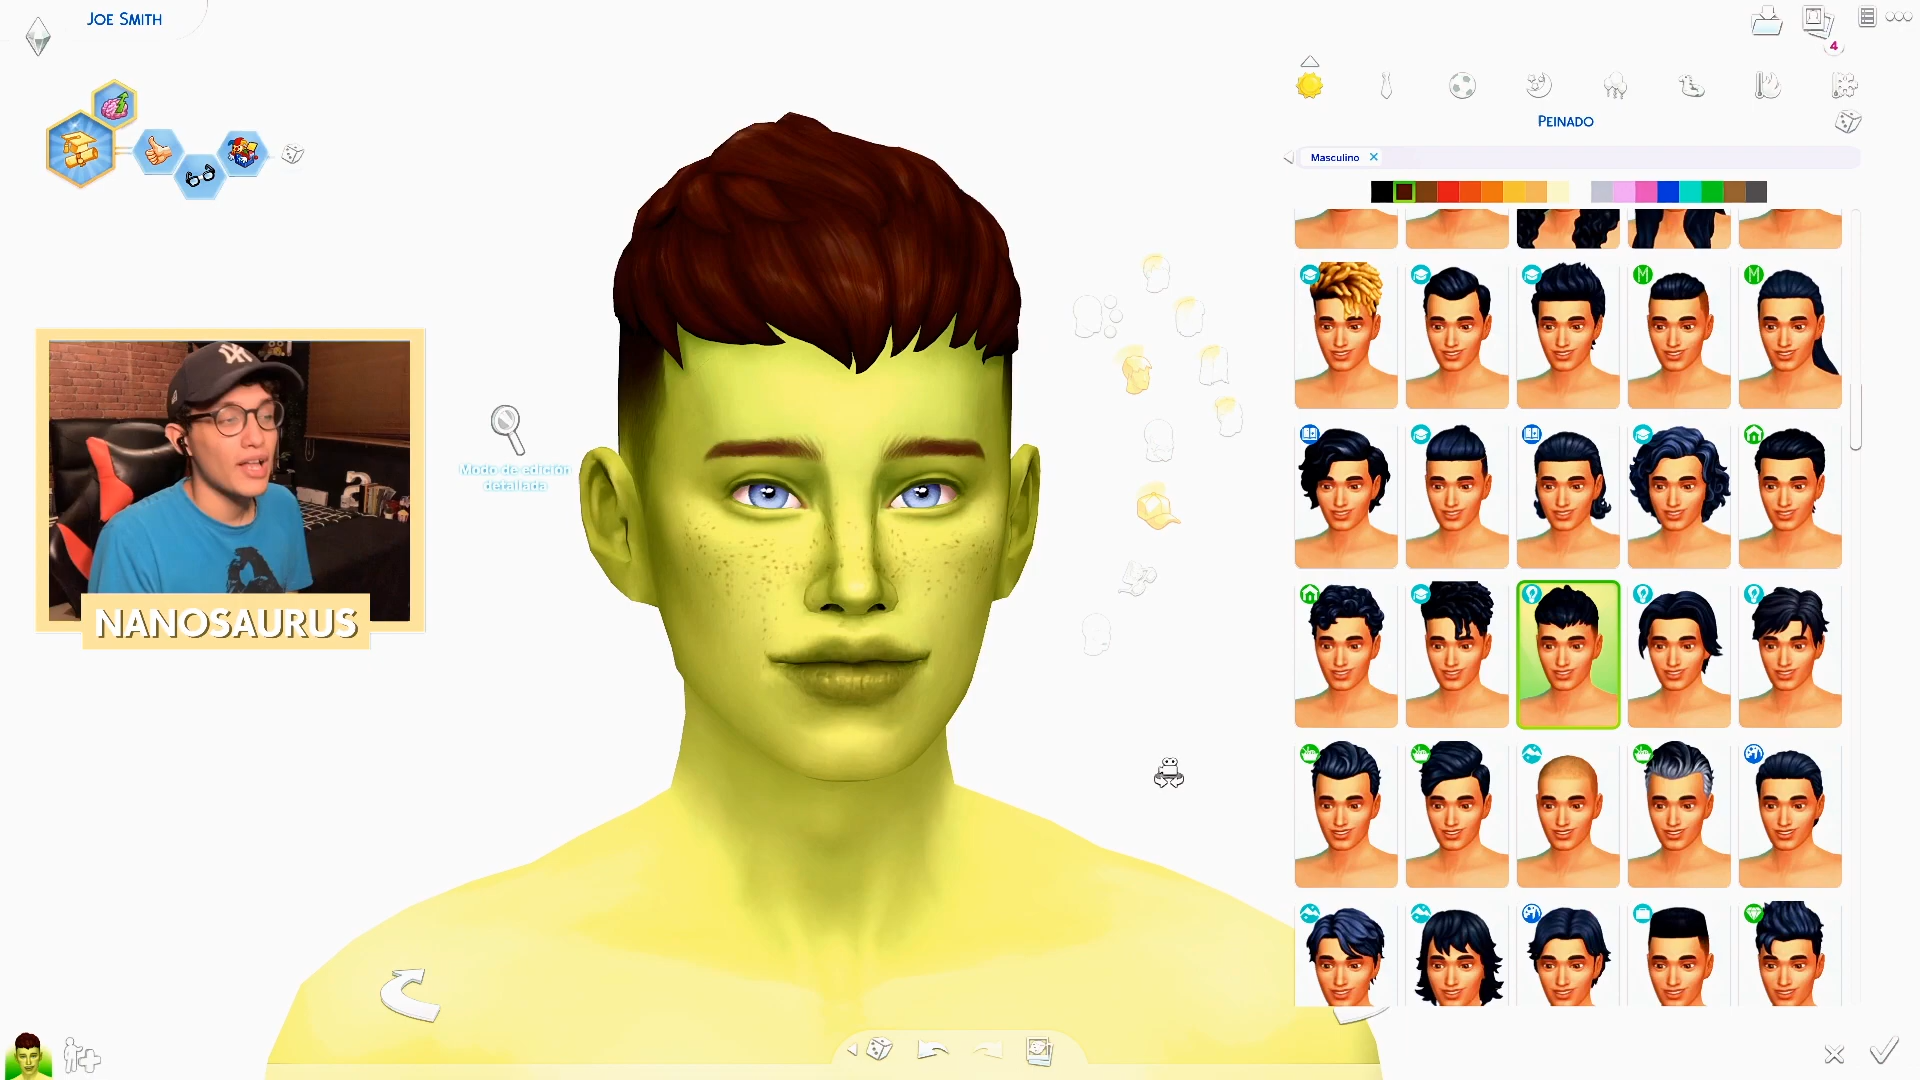 JOE SMITH
4
PEINADO
Masculino
Modo de edición
detallada
NANOSAURUS